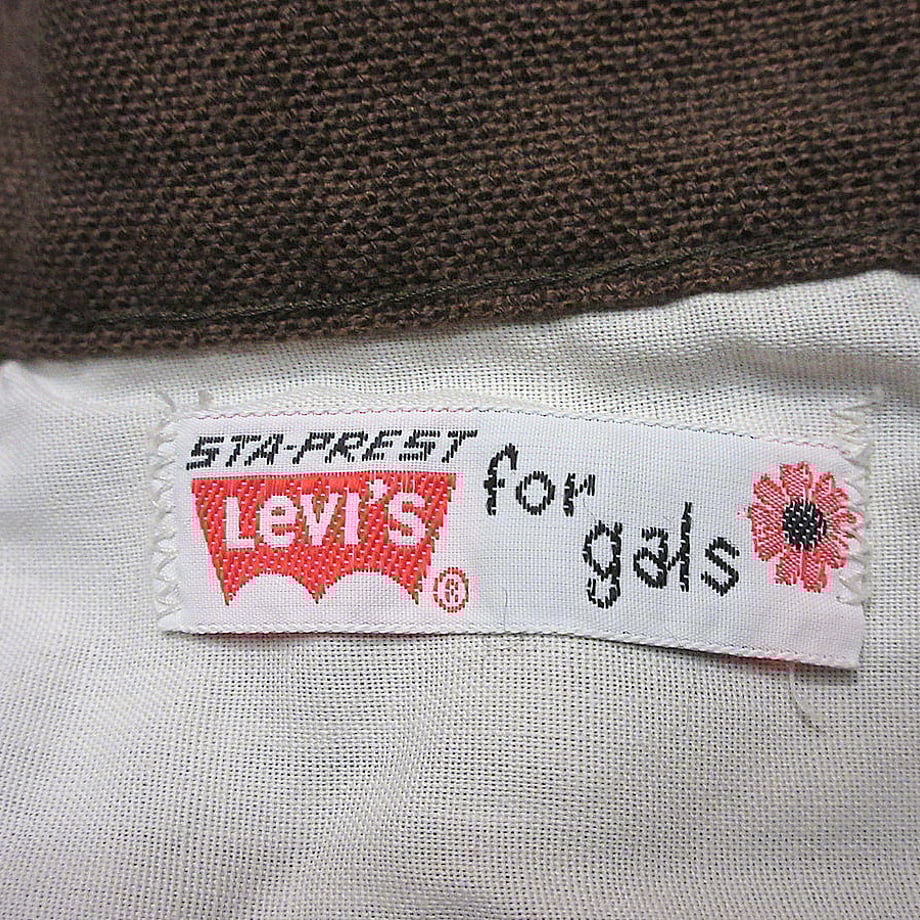 STA-PREST
Levi's ®
for
gals